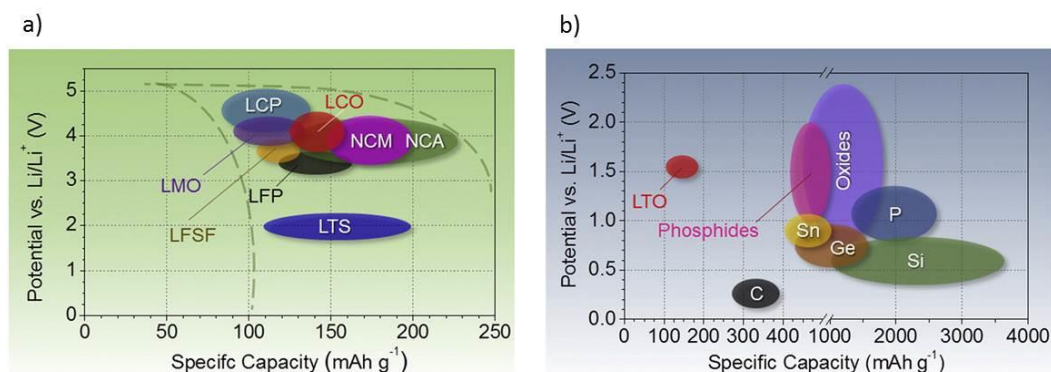 a)
Potential vs. Li/Li⁺ (V)
5
4
3
2
1
0
LCP
LCO
NCM
NCA
LMO
LFP
LFSF
LTS
0 50 100 150 200 250
Specifc Capacity (mAh g⁻¹)
b)
Potential vs. Li/Li⁺ (V)
2.5
2.0
1.5
1.0
0.5
0.0
Oxides
LTO
Phosphides
P
Sn
Ge
Si
C
0 100 200 300 400 1000 2000 3000 4000
Specific Capacity (mAh g⁻¹)